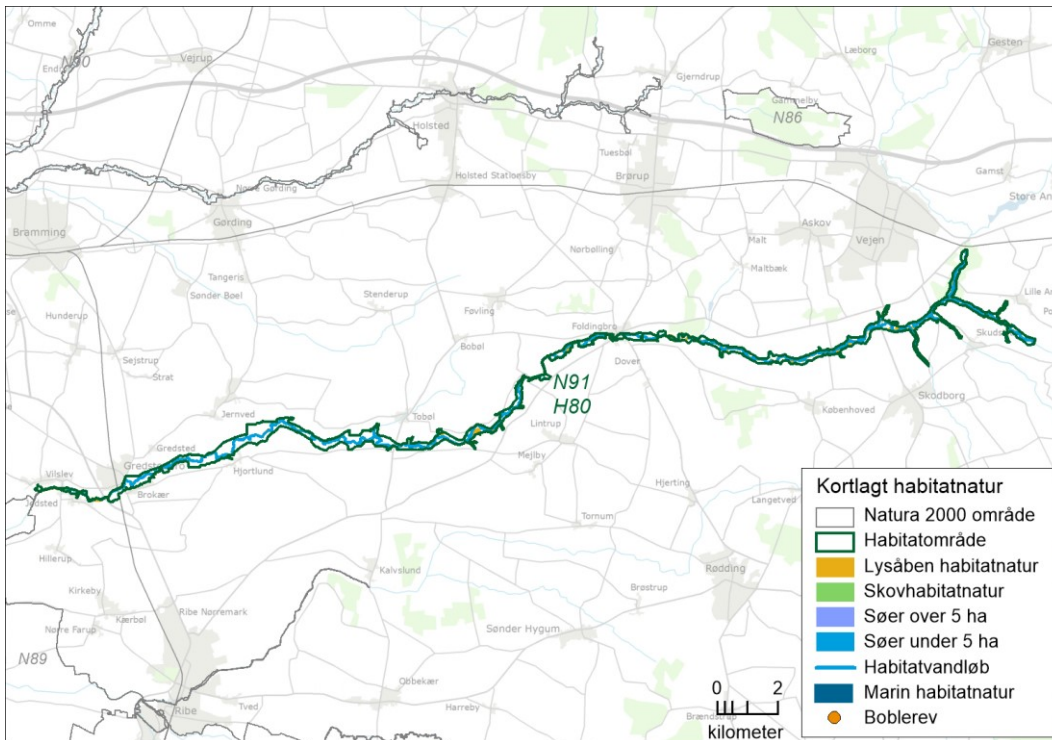 Omme
Vejrup
N90
Læborg
Gesten
Gjerndrup
Gammelby
N86
Holsted
Tuesbøl
Holsted Stationsby
Brørup
Gamst
Nørre Gørding
Gørding
Bramming
Askov
Vejen
Malt
Nørbølling
Maltbæk
Tangeris
Sønder Bøel
Stenderup
Føvling
Foldingbro
Lille An
Hunderup
Bobøl
Dover
Skuds
Sejstrup
Strat
N91
H80
Skodborg
Københoved
Jernved
Tobøl
Lintrup
Gredsted
Mejlby
Vilslev
Hjortlund
Jedsted
Brokær
Hjerting
Langetved
Tornum
Hillerup
Kalvslund
Rødding
Kirkeby
Ribe Nørremark
Kærbøl
Brøstrup
Nørre Farup
Sønder Hygum
N89
Obbekær
Ribe
Tved
Harreby
Brændstrup
0 2
kilometer
Kortlagt habitatnatur
Natura 2000 område
Habitatområde
Lysåben habitatnatur
Skovhabitatnatur
Søer over 5 ha
Søer under 5 ha
Habitatvandløb
Marin habitatnatur
Boblerev